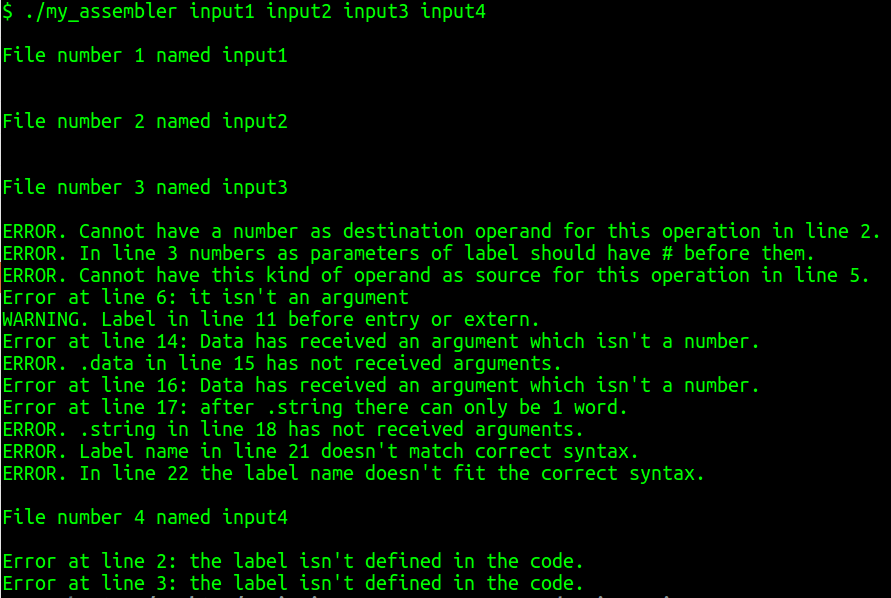 $ ./my_assembler input1 input2 input3 input4
File number 1 named input1
File number 2 named input2
File number 3 named input3
ERROR. Cannot have a number as destination operand for this operation in line 2.
ERROR. In line 3 numbers as parameters of label should have # before them.
ERROR. Cannot have this kind of operand as source for this operation in line 5.
Error at line 6: it isn't an argument
WARNING. Label in line 11 before entry or extern.
Error at line 14: Data has received an argument which isn't a number.
ERROR. .data in line 15 has not received arguments.
Error at line 16: Data has received an argument which isn't a number.
Error at line 17: after .string there can only be 1 word.
ERROR. .string in line 18 has not received arguments.
ERROR. Label name in line 21 doesn't match correct syntax.
ERROR. In line 22 the label name doesn't fit the correct syntax.
File number 4 named input4
Error at line 2: the label isn't defined in the code.
Error at line 3: the label isn't defined in the code.